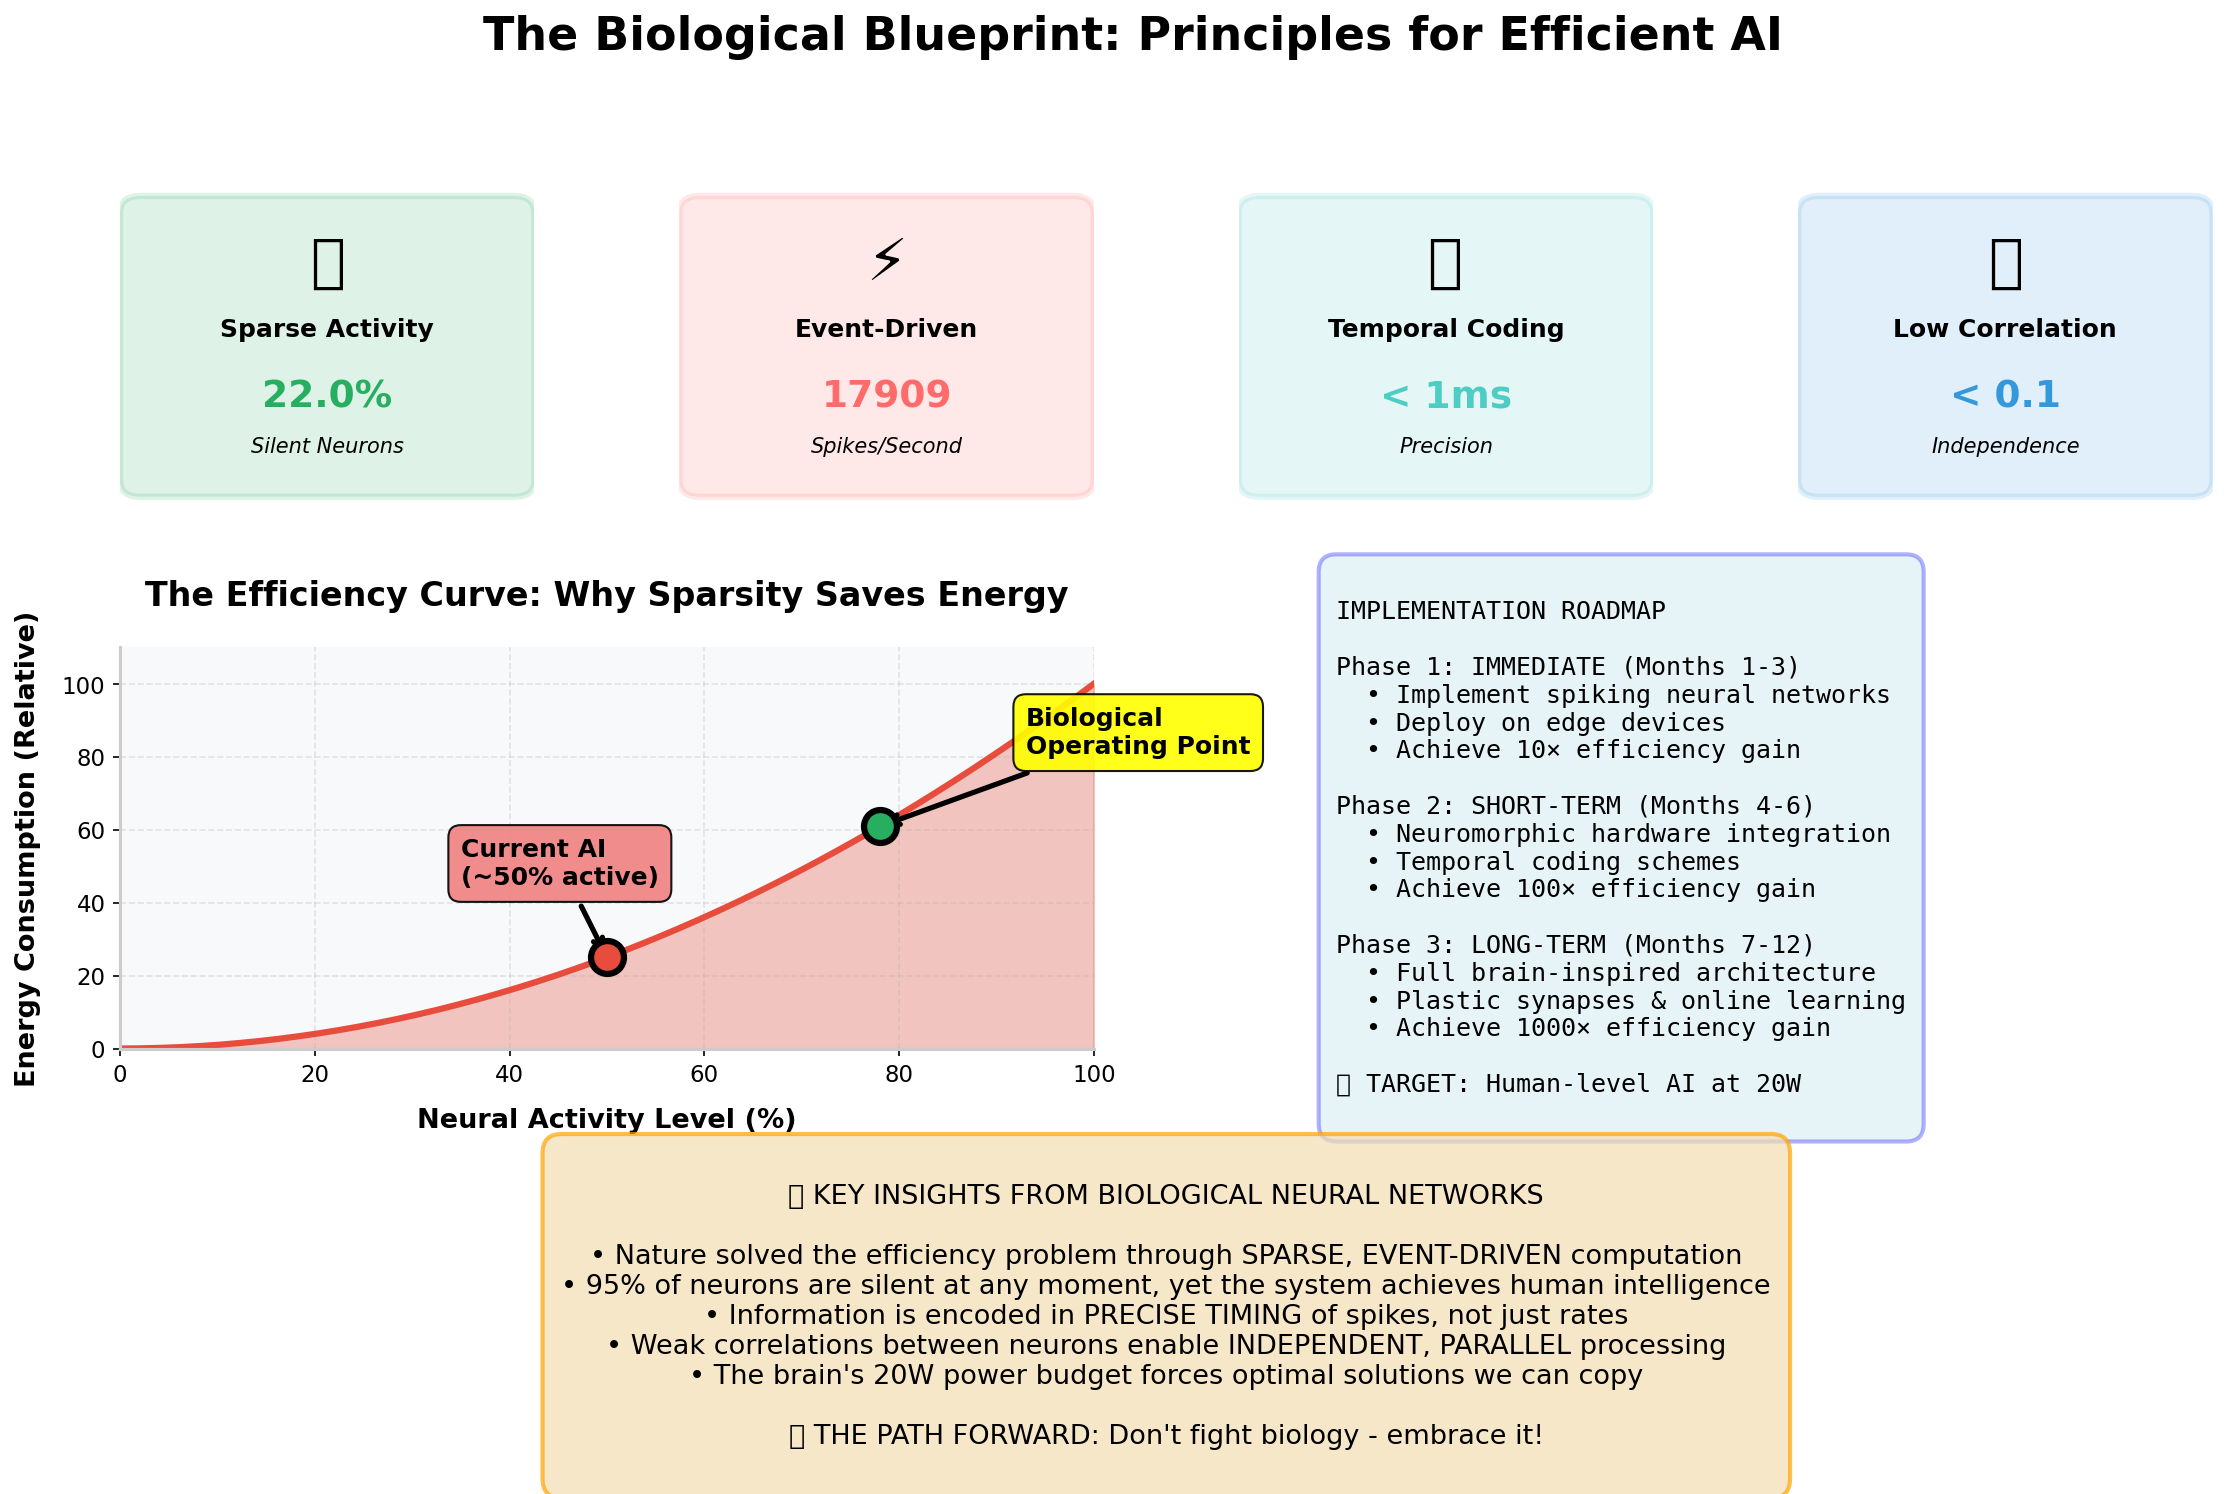 The Biological Blueprint: Principles for Efficient AI
⚡
Sparse Activity
22.0%
Silent Neurons
Event-Driven
17909
Spikes/Second
Temporal Coding
< 1ms
Precision
Low Correlation
< 0.1
Independence
The Efficiency Curve: Why Sparsity Saves Energy
Energy Consumption (Relative)
100
80
60
40
20
0
0 20 40 60 80 100
Neural Activity Level (%)
Biological
Operating Point
Current AI
(~50% active)
IMPLEMENTATION ROADMAP
Phase 1: IMMEDIATE (Months 1-3)
• Implement spiking neural networks
• Deploy on edge devices
• Achieve 10× efficiency gain
Phase 2: SHORT-TERM (Months 4-6)
• Neuromorphic hardware integration
• Temporal coding schemes
• Achieve 100× efficiency gain
Phase 3: LONG-TERM (Months 7-12)
• Full brain-inspired architecture
• Plastic synapses & online learning
• Achieve 1000× efficiency gain
TARGET: Human-level AI at 20W
KEY INSIGHTS FROM BIOLOGICAL NEURAL NETWORKS
• Nature solved the efficiency problem through SPARSE, EVENT-DRIVEN computation
• 95% of neurons are silent at any moment, yet the system achieves human intelligence
• Information is encoded in PRECISE TIMING of spikes, not just rates
• Weak correlations between neurons enable INDEPENDENT, PARALLEL processing
• The brain's 20W power budget forces optimal solutions we can copy
THE PATH FORWARD: Don't fight biology - embrace it!